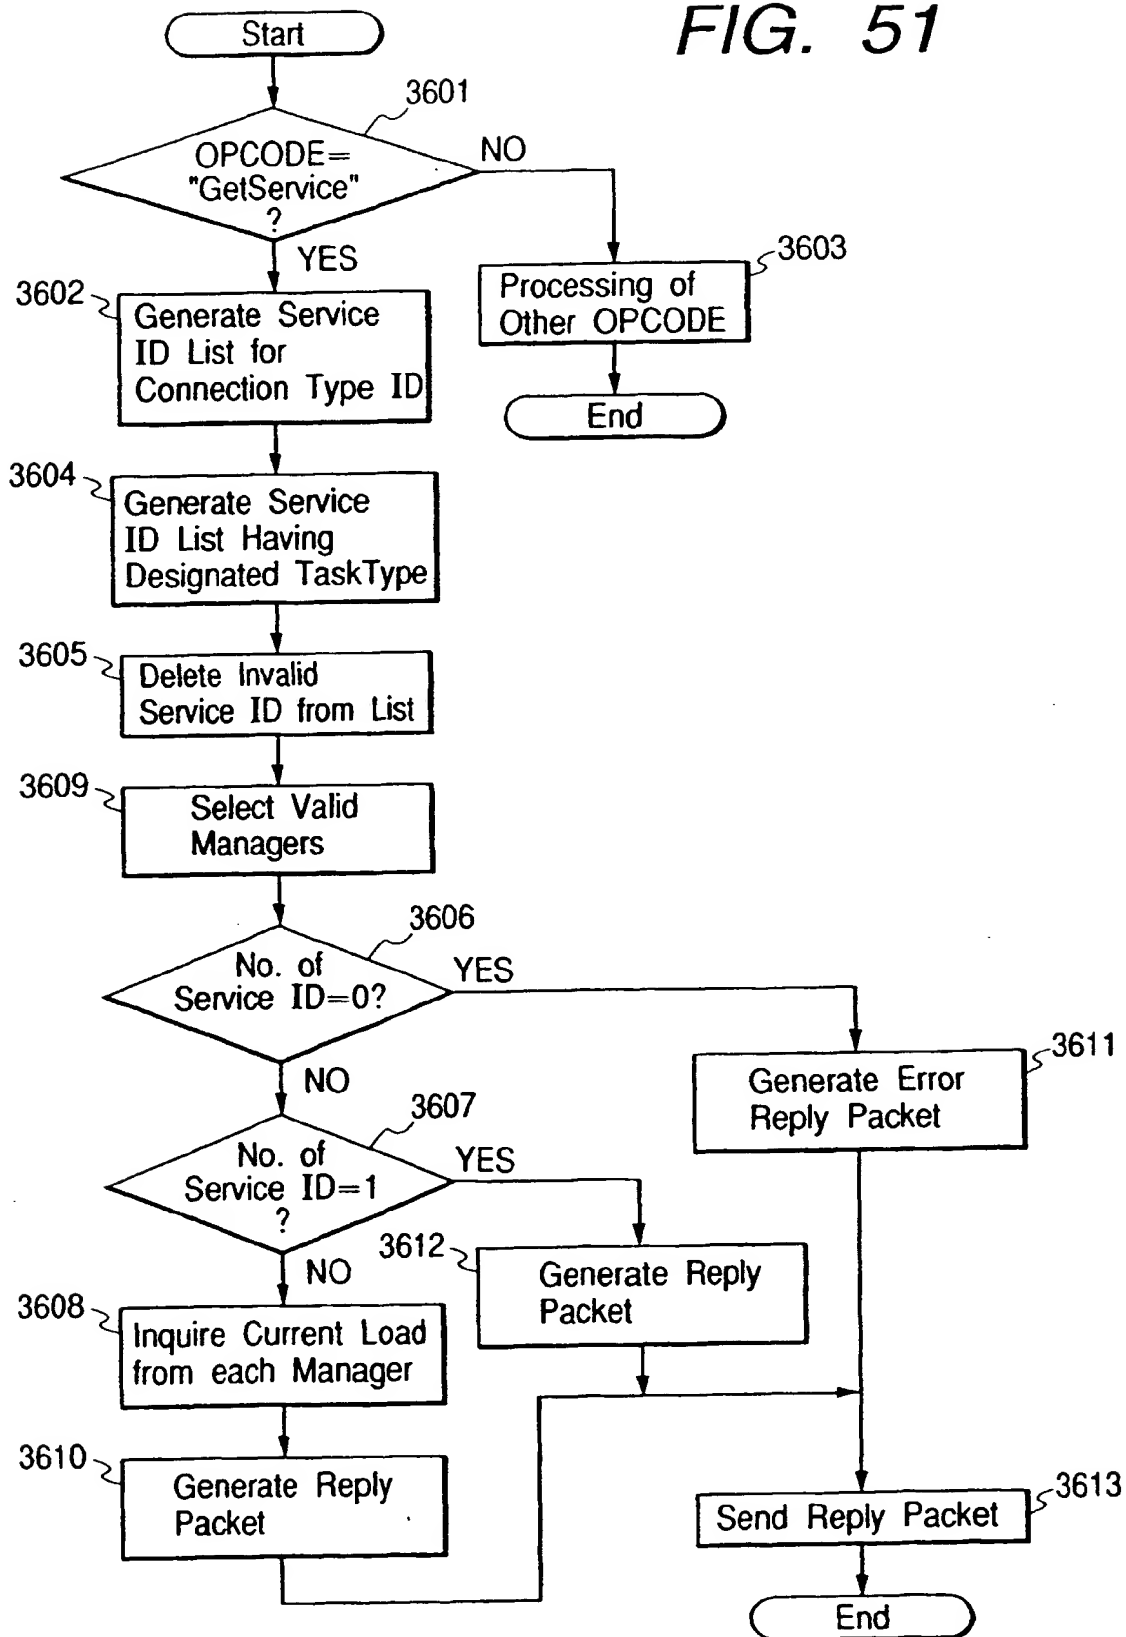 FIG. 51
Start
3601
OPCODE=
"GetService"
?
NO
YES
3602
Generate Service
ID List for
Connection Type ID
3603
Processing of
Other OPCODE
End
3604
Generate Service
ID List Having
Designated TaskType
3605
Delete Invalid
Service ID from List
3609
Select Valid
Managers
3606
No. of
Service ID=0?
YES
NO
3611
Generate Error
Reply Packet
3607
No. of
Service ID=1
?
YES
NO
3612
Generate Reply
Packet
3608
Inquire Current Load
from each Manager
3610
Generate Reply
Packet
3613
Send Reply Packet
End